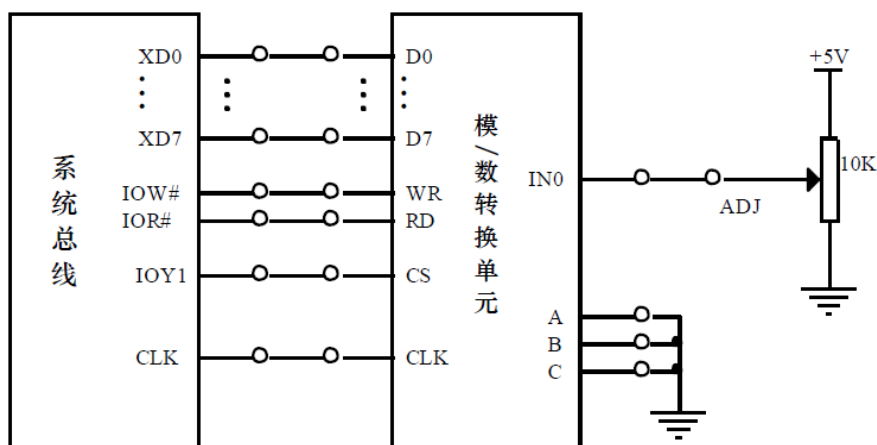 系统总线
XD0
XD7
IOW#
IOR#
IOY1
CLK
模/数转换单元
D0
D7
WR
RD
CS
CLK
IN0
A
B
C
ADJ
+5V
10K